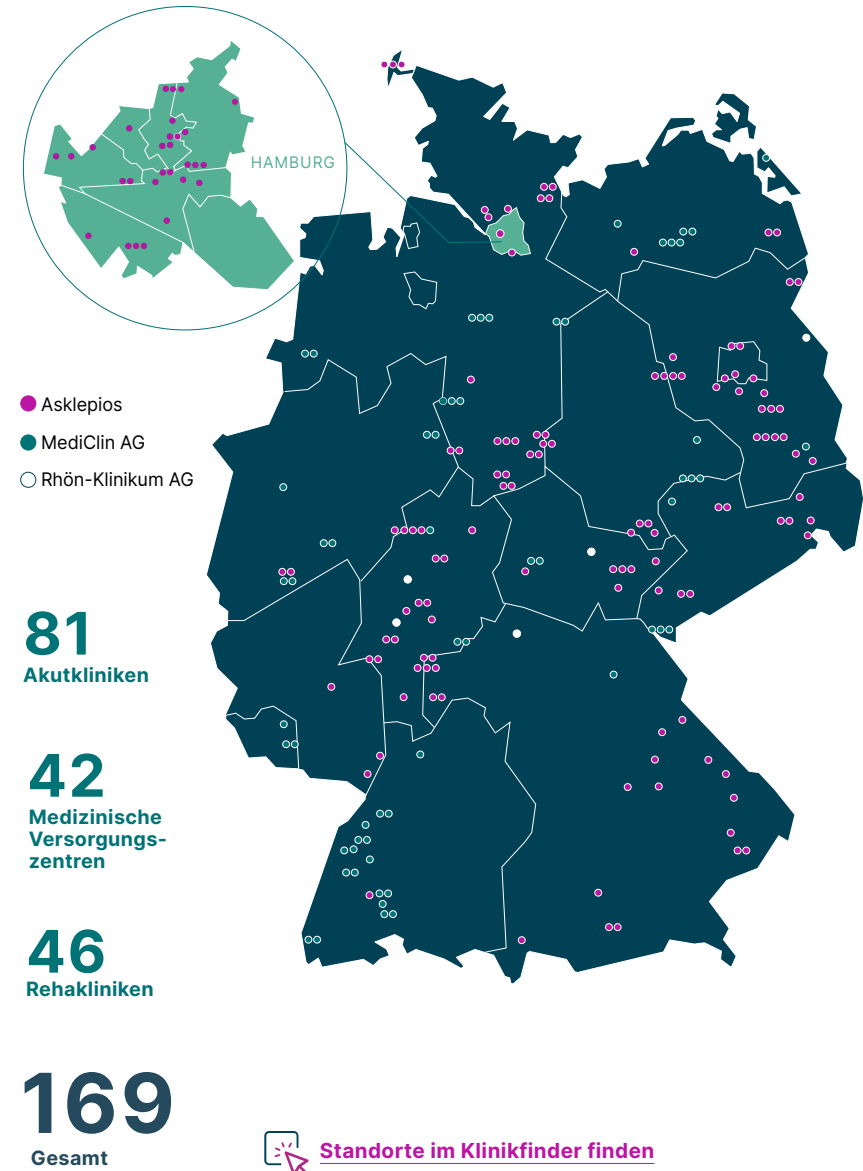 HAMBURG
Asklepios
MediClin AG
Rhön-Klinikum AG
81
Akutkliniken
42
Medizinische
Versorgungs-
zentren
46
Rehakliniken
169
Gesamt
Standorte im Klinikfinder finden